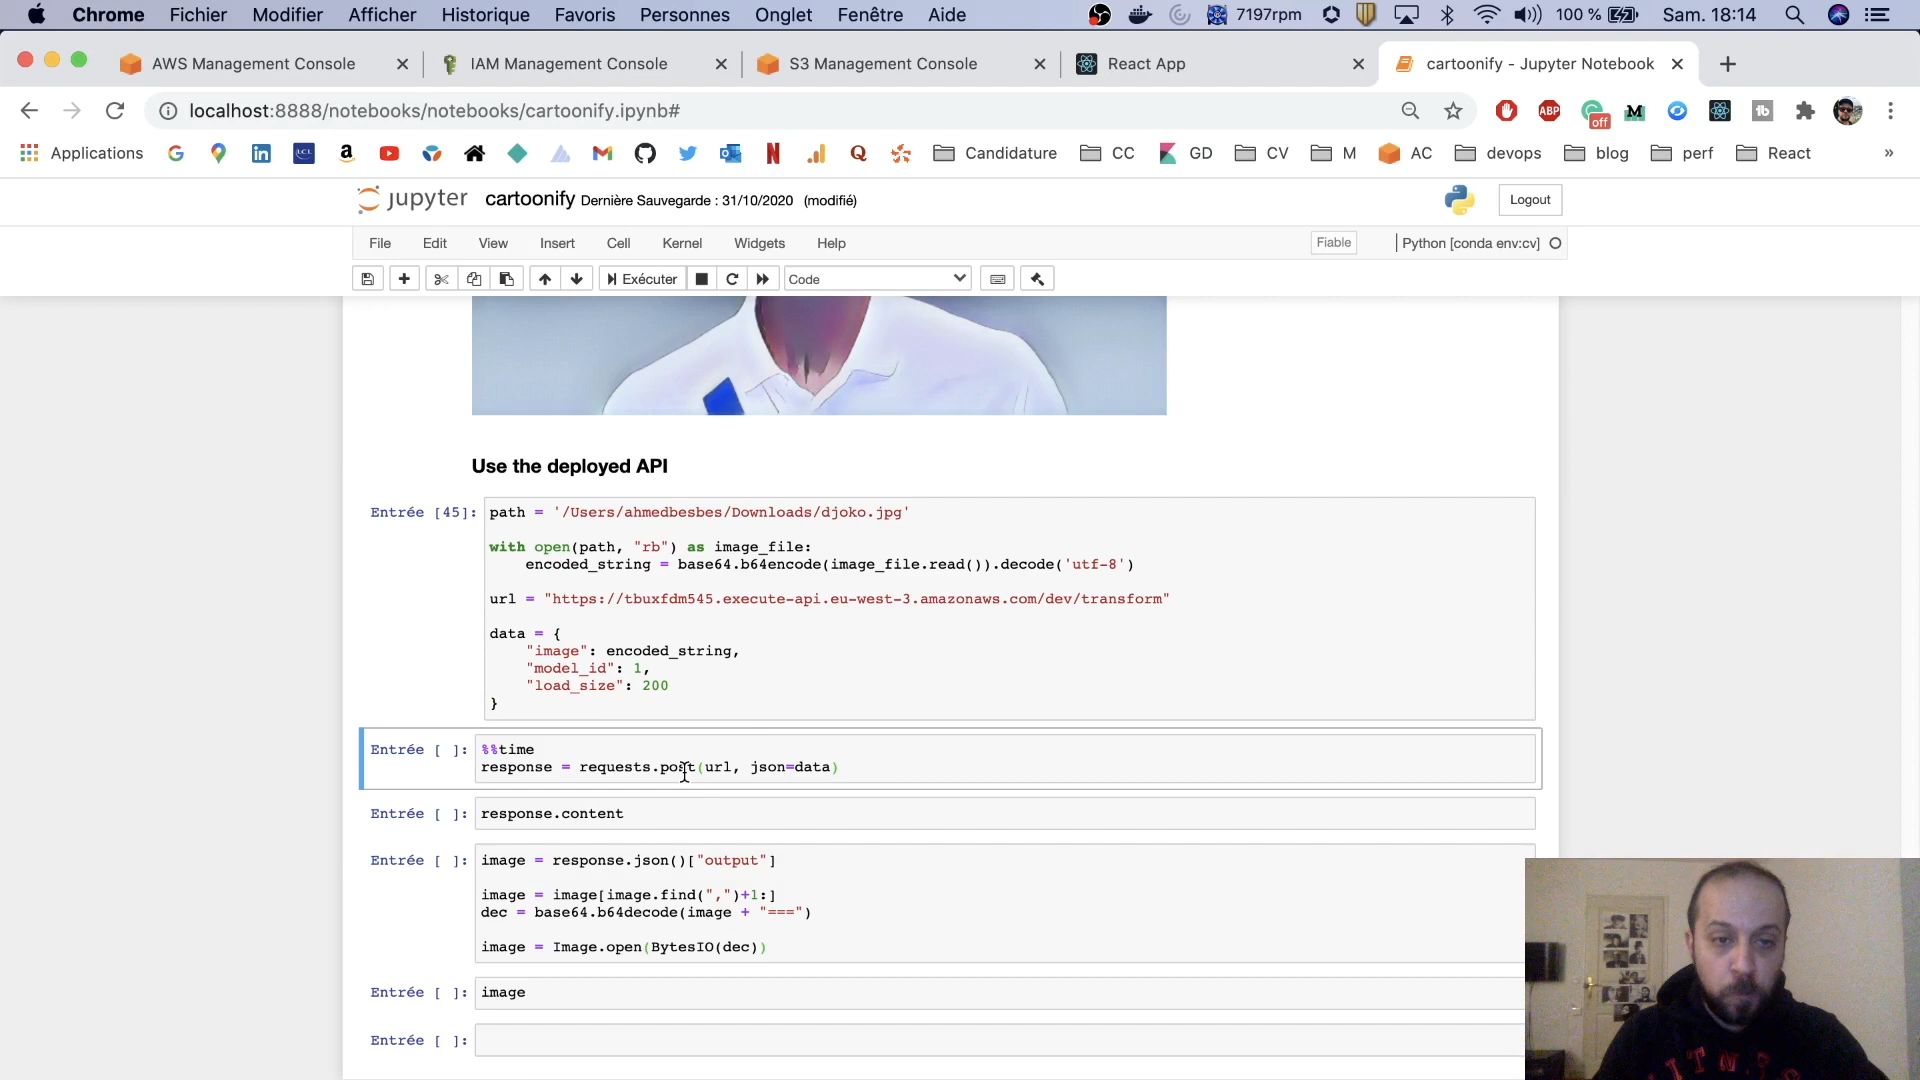 Chrome Fichier Modifier Afficher Historique Favoris Personnes Onglet Fenêtre Aide 7197rpm 100 % Sam. 18:14
AWS Management Console IAM Management Console S3 Management Console React App cartoonify - Jupyter Notebook
localhost:8888/notebooks/notebooks/cartoonify.ipynb# ABP off M tb
Applications G in LCL a N Q Candidature CC GD CV M AC devops blog perf React »
jupyter cartoonify Dernière Sauvegarde : 31/10/2020 (modifié) Logout
File Edit View Insert Cell Kernel Widgets Help Fiable Python [conda env:cv]
Exécuter Code
Use the deployed API
Entrée [45]: path = '/Users/ahmedbesbes/Downloads/djoko.jpg'
with open(path, "rb") as image_file:
encoded_string = base64.b64encode(image_file.read()).decode('utf-8')
url = "https://tbuxfdm545.execute-api.eu-west-3.amazonaws.com/dev/transform"
data = {
"image": encoded_string,
"model_id": 1,
"load_size": 200
}
Entrée [ ]: %%time
response = requests.post(url, json=data)
Entrée [ ]: response.content
Entrée [ ]: image = response.json()["output"]
image = image[image.find(",")+1:]
dec = base64.b64decode(image + "===")
image = Image.open(BytesIO(dec))
Entrée [ ]: image
Entrée [ ]: